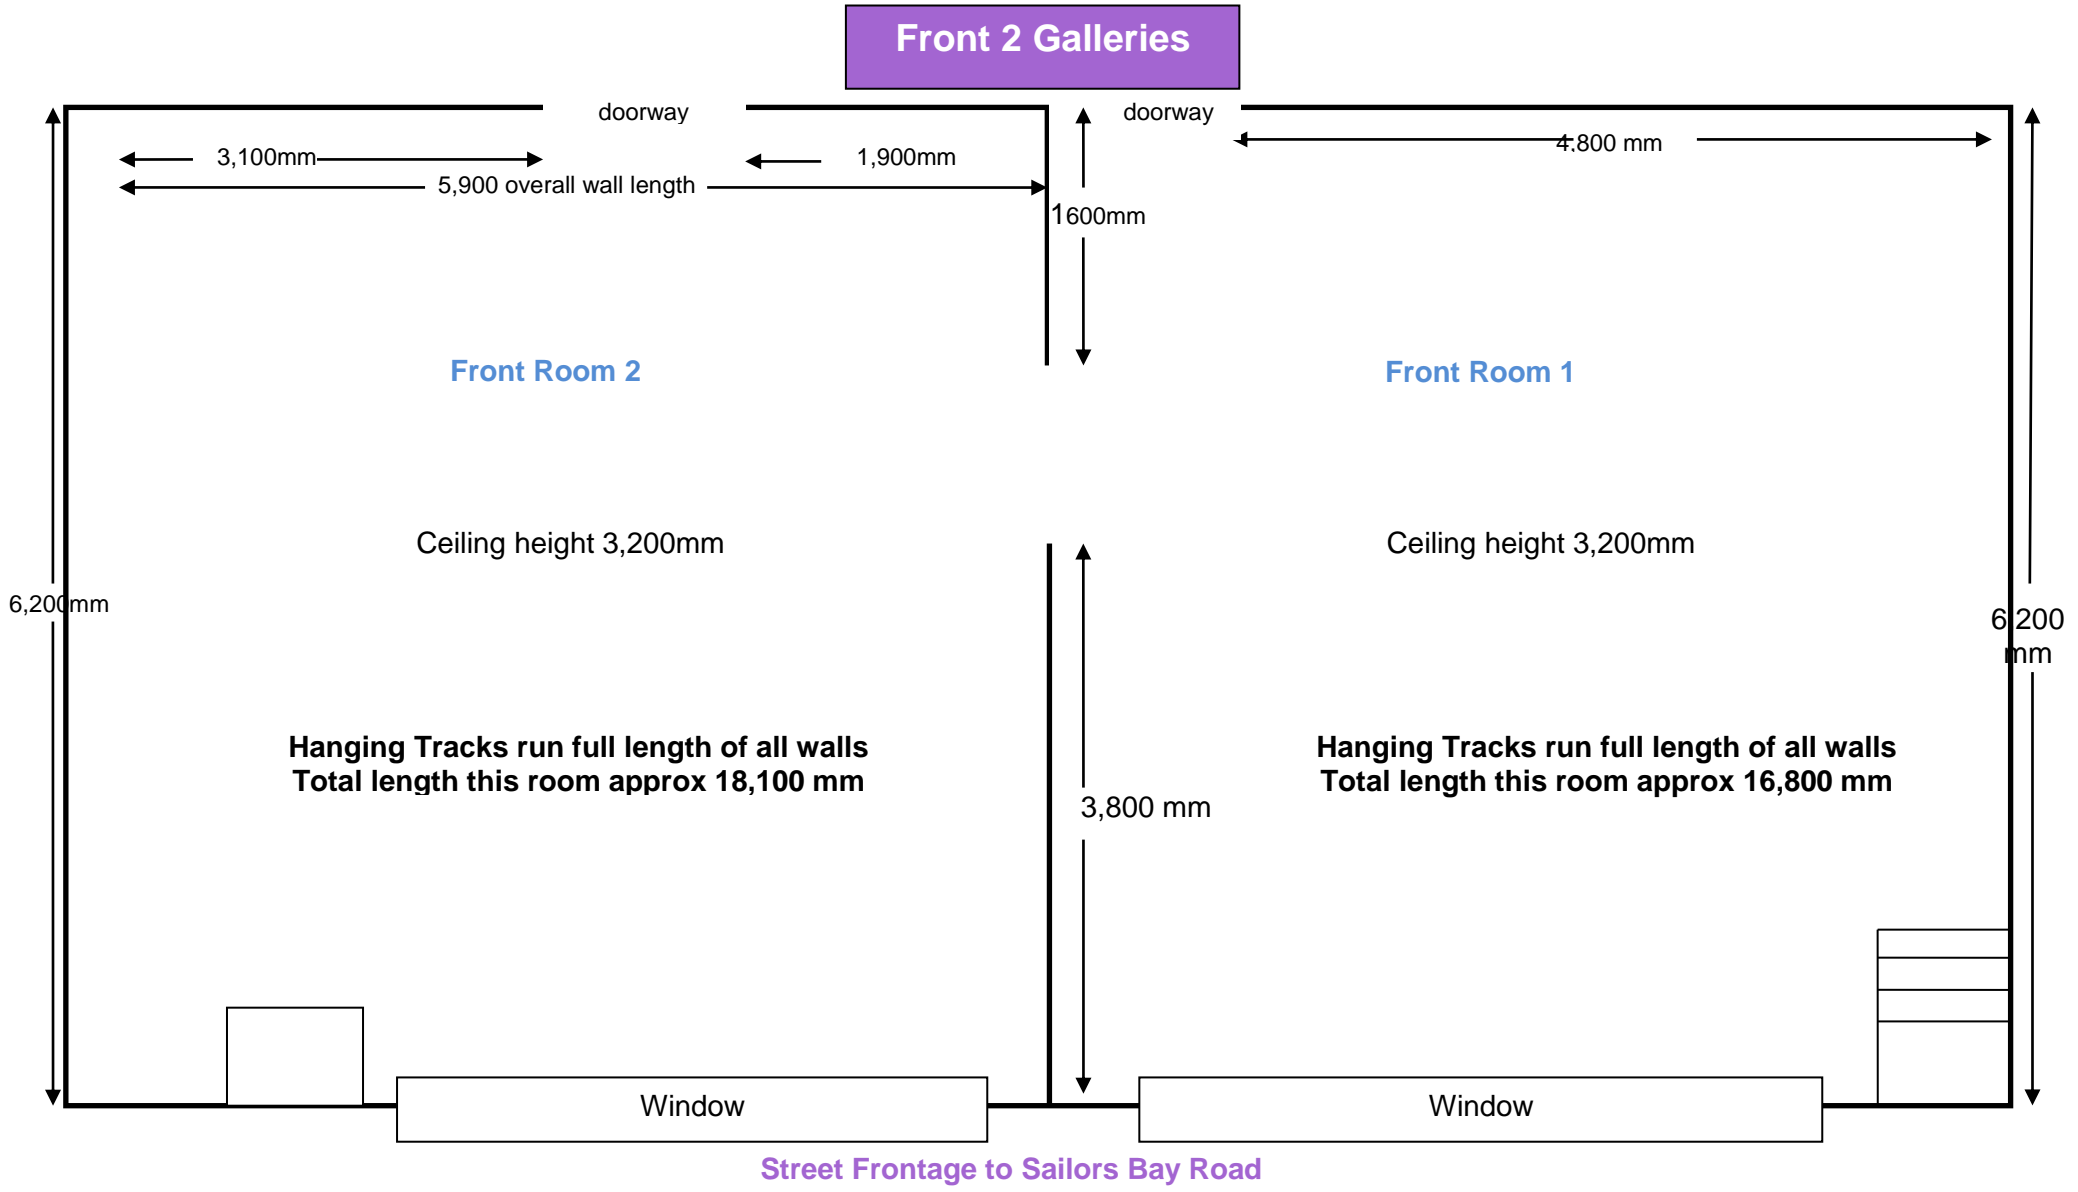 Front 2 Galleries
doorway
doorway
3,100mm
1,900mm
4,800 mm
5,900 overall wall length
1600mm
Front Room 2
Front Room 1
Ceiling height 3,200mm
Ceiling height 3,200mm
6,200mm
6,200
mm
Hanging Tracks run full length of all walls
Total length this room approx 18,100 mm
Hanging Tracks run full length of all walls
Total length this room approx 16,800 mm
3,800 mm
Window
Window
Street Frontage to Sailors Bay Road